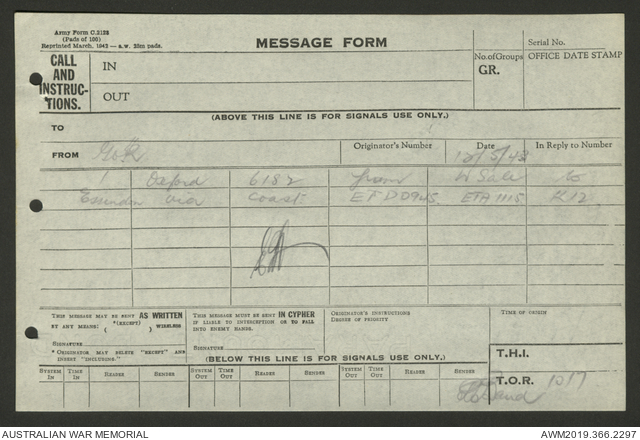 Army Form C.2128
(Pads of 100)
Reprinted March, 1942 — A.W. 25m pads.
MESSAGE FORM
Serial No.
CALL AND INSTRUC-TIONS.
IN
OUT
No. of Groups
GR.
OFFICE DATE STAMP
(ABOVE THIS LINE IS FOR SIGNALS USE ONLY.)
TO
FROM
Originator's Number
Date
12/5/43
In Reply to Number
1 Oxford 6182 from W Sale to
Essendon via Coast ETD 0945 ETA 1115 K12
THIS MESSAGE MAY BE SENT AS WRITTEN
BY ANY MEANS: *(EXCEPT) ( ) WIRELESS
SIGNATURE
* ORIGINATOR MAY DELETE "EXCEPT" AND INSERT "INCLUDING."
THIS MESSAGE MUST BE SENT IN CYPHER
IF LIABLE TO INTERCEPTION OR TO FALL INTO ENEMY HANDS.
SIGNATURE
ORIGINATOR'S INSTRUCTIONS
DEGREE OF PRIORITY
TIME OF ORIGIN
(BELOW THIS LINE IS FOR SIGNALS USE ONLY.)
T.H.I.
SYSTEM IN TIME IN READER SENDER SYSTEM OUT TIME OUT READER SENDER SYSTEM OUT TIME OUT READER SENDER
T.O.R. 1017
AUSTRALIAN WAR MEMORIAL
AWM2019.366.2297